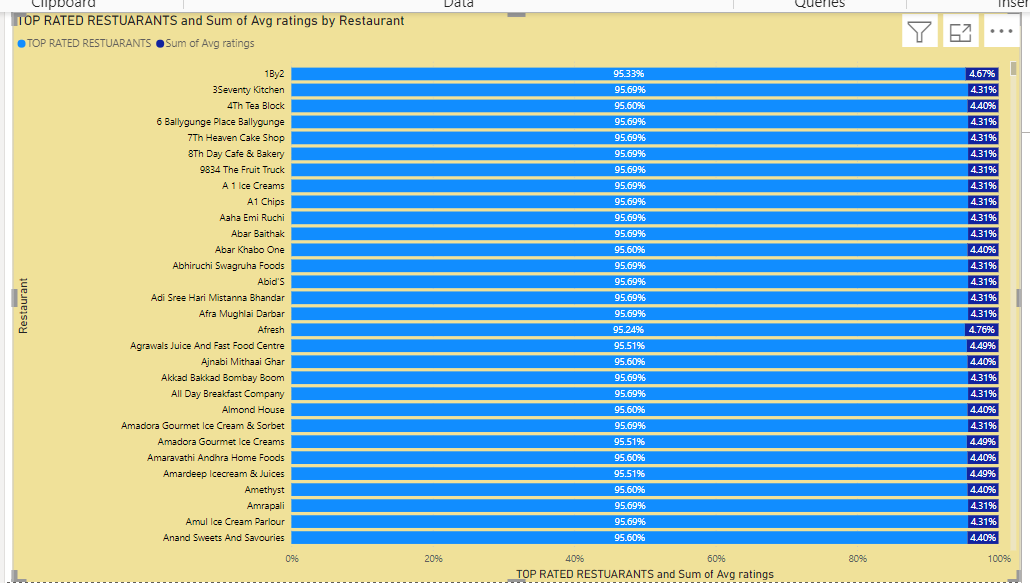 Clipboard Data Queries Inser
TOP RATED RESTUARANTS and Sum of Avg ratings by Restaurant
TOP RATED RESTUARANTS Sum of Avg ratings
1By2 95.33% 4.67%
3Seventy Kitchen 95.69% 4.31%
4Th Tea Block 95.60% 4.40%
6 Ballygunge Place Ballygunge 95.69% 4.31%
7Th Heaven Cake Shop 95.69% 4.31%
8Th Day Cafe & Bakery 95.69% 4.31%
9834 The Fruit Truck 95.69% 4.31%
A 1 Ice Creams 95.69% 4.31%
A1 Chips 95.69% 4.31%
Aaha Emi Ruchi 95.69% 4.31%
Abar Baithak 95.69% 4.31%
Abar Khabo One 95.60% 4.40%
Abhiruchi Swagruha Foods 95.69% 4.31%
Abid'S 95.69% 4.31%
Adi Sree Hari Mistanna Bhandar 95.69% 4.31%
Afra Mughlai Darbar 95.69% 4.31%
Afresh 95.24% 4.76%
Agrawals Juice And Fast Food Centre 95.51% 4.49%
Ajnabi Mithaai Ghar 95.60% 4.40%
Akkad Bakkad Bombay Boom 95.69% 4.31%
All Day Breakfast Company 95.69% 4.31%
Almond House 95.60% 4.40%
Amadora Gourmet Ice Cream & Sorbet 95.69% 4.31%
Amadora Gourmet Ice Creams 95.51% 4.49%
Amaravathi Andhra Home Foods 95.60% 4.40%
Amardeep Icecream & Juices 95.51% 4.49%
Amethyst 95.60% 4.40%
Amrapali 95.69% 4.31%
Amul Ice Cream Parlour 95.69% 4.31%
Anand Sweets And Savouries 95.60% 4.40%
Restaurant
0% 20% 40% 60% 80% 100%
TOP RATED RESTUARANTS and Sum of Avg ratings